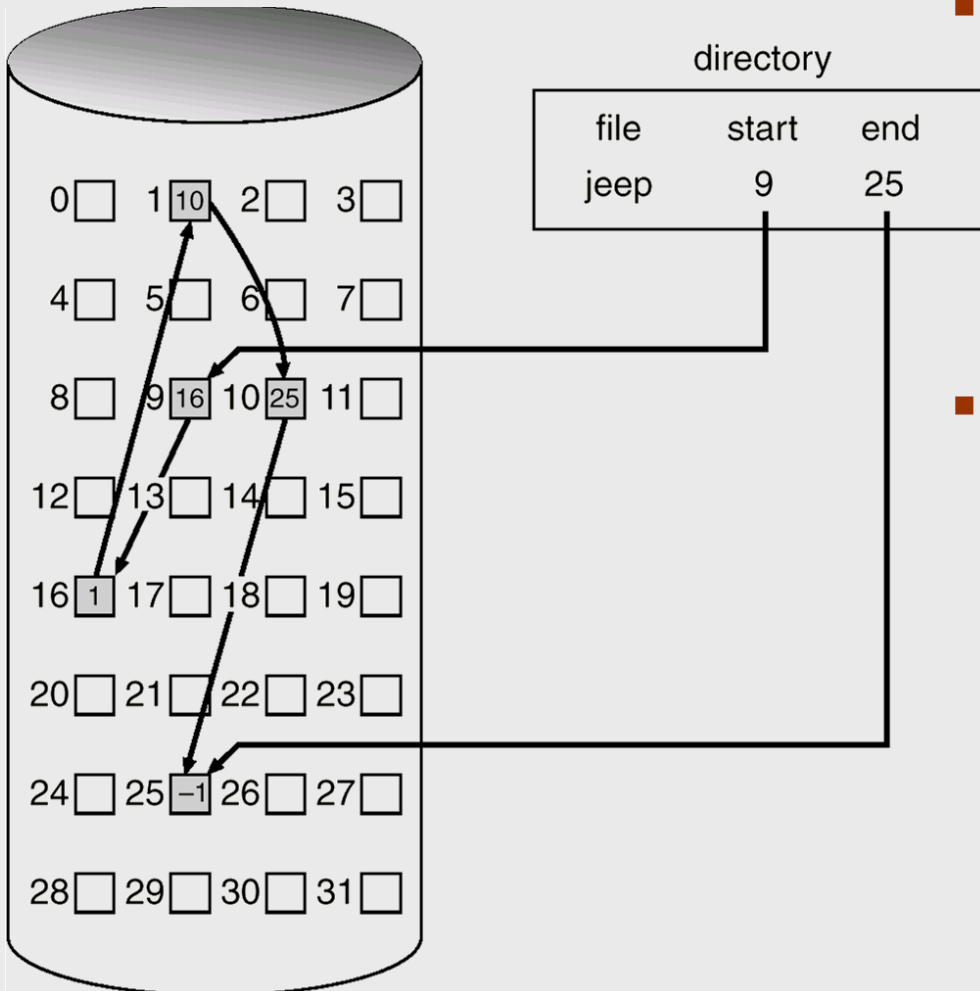 directory
file start end
jeep 9 25
0 1 10 2 3
4 5 6 7
8 9 16 10 25 11
12 13 14 15
16 1 17 18 19
20 21 22 23
24 25 –1 26 27
28 29 30 31